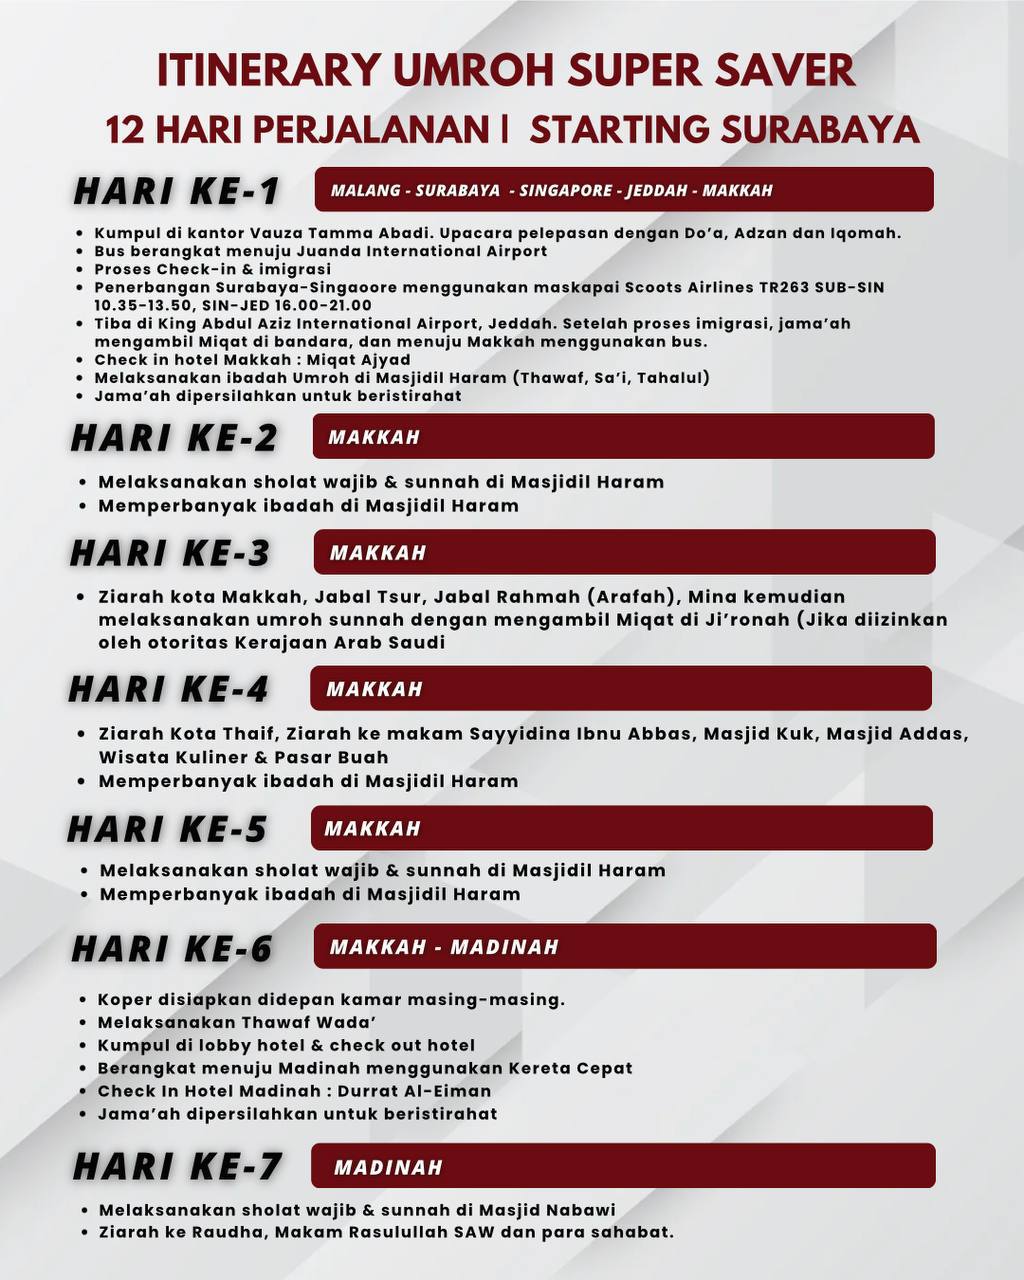 ITINERARY UMROH SUPER SAVER
12 HARI PERJALANAN | STARTING SURABAYA
HARI KE-1
MALANG - SURABAYA - SINGAPORE - JEDDAH - MAKKAH
• Kumpul di kantor Vauza Tamma Abadi. Upacara pelepasan dengan Do’a, Adzan dan Iqomah.
• Bus berangkat menuju Juanda International Airport
• Proses Check-in & imigrasi
• Penerbangan Surabaya-Singaoore menggunakan maskapai Scoots Airlines TR263 SUB-SIN
10.35-13.50, SIN-JED 16.00-21.00
• Tiba di King Abdul Aziz International Airport, Jeddah. Setelah proses imigrasi, jama’ah
mengambil Miqat di bandara, dan menuju Makkah menggunakan bus.
• Check in hotel Makkah : Miqat Ajyad
• Melaksanakan ibadah Umroh di Masjidil Haram (Thawaf, Sa’i, Tahalul)
• Jama’ah dipersilahkan untuk beristirahat
HARI KE-2
MAKKAH
• Melaksanakan sholat wajib & sunnah di Masjidil Haram
• Memperbanyak ibadah di Masjidil Haram
HARI KE-3
MAKKAH
• Ziarah kota Makkah, Jabal Tsur, Jabal Rahmah (Arafah), Mina kemudian
melaksanakan umroh sunnah dengan mengambil Miqat di Ji’ronah (Jika diizinkan
oleh otoritas Kerajaan Arab Saudi
HARI KE-4
MAKKAH
• Ziarah Kota Thaif, Ziarah ke makam Sayyidina Ibnu Abbas, Masjid Kuk, Masjid Addas,
Wisata Kuliner & Pasar Buah
• Memperbanyak ibadah di Masjidil Haram
HARI KE-5
MAKKAH
• Melaksanakan sholat wajib & sunnah di Masjidil Haram
• Memperbanyak ibadah di Masjidil Haram
HARI KE-6
MAKKAH - MADINAH
• Koper disiapkan didepan kamar masing-masing.
• Melaksanakan Thawaf Wada’
• Kumpul di lobby hotel & check out hotel
• Berangkat menuju Madinah menggunakan Kereta Cepat
• Check In Hotel Madinah : Durrat Al-Eiman
• Jama’ah dipersilahkan untuk beristirahat
HARI KE-7
MADINAH
• Melaksanakan sholat wajib & sunnah di Masjid Nabawi
• Ziarah ke Raudha, Makam Rasulullah SAW dan para sahabat.